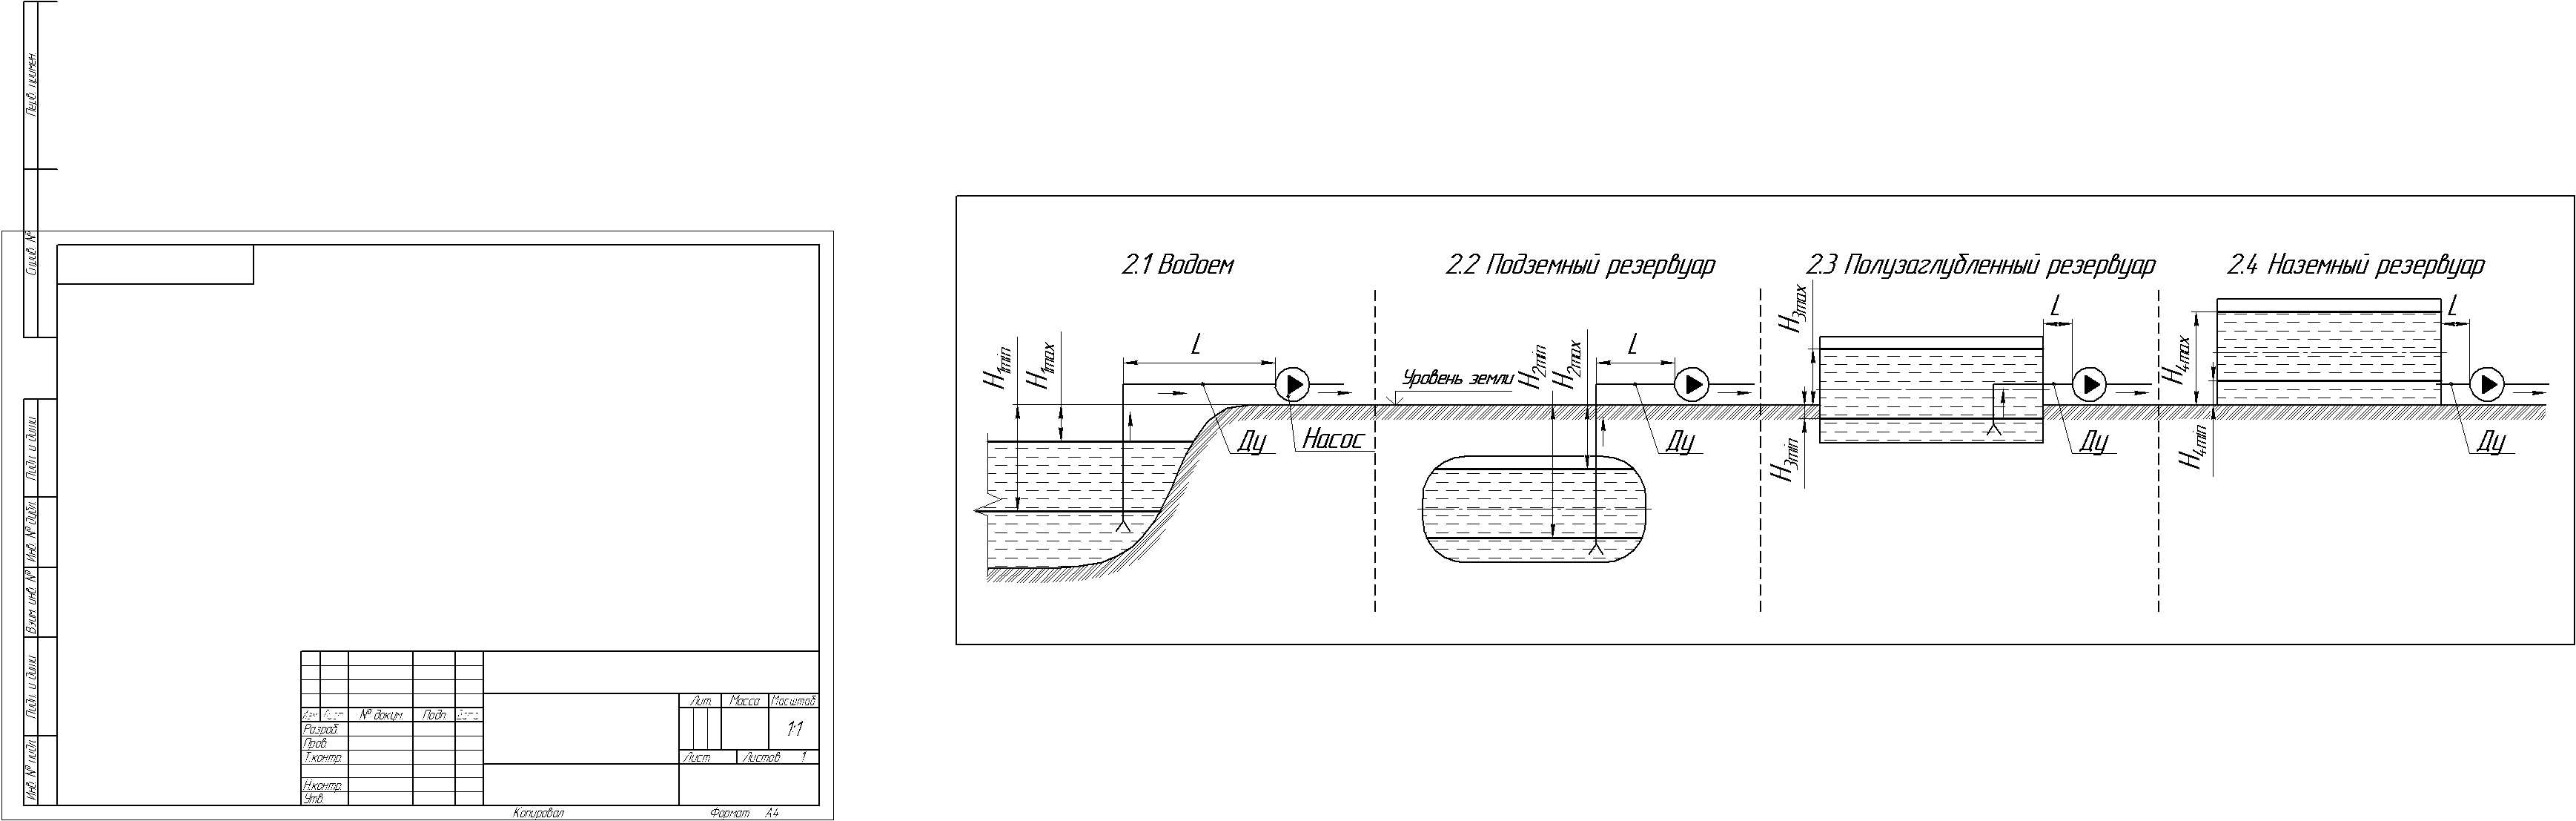 Перв. примен.
Справ. №
Подп. и дата
Инв. № дубл.
Взам. инв. №
Подп. и дата
Инв. № подл.
Изм.
Лист
№ докум.
Подп.
Дата
Разраб.
Пров.
Т.контр.
Н.контр.
Утв.
Лит.
Масса
Масштаб
1:1
Лист
Листов 1
Копировал
Формат А4
2.1 Водоем
2.2 Подземный резервуар
2.3 Полузаглубленный резервуар
2.4 Наземный резервуар
H1min
H1max
L
Ду
Насос
Уровень земли
H2min
H2max
L
Ду
H3max
H3min
L
Ду
H4max
H4min
L
Ду